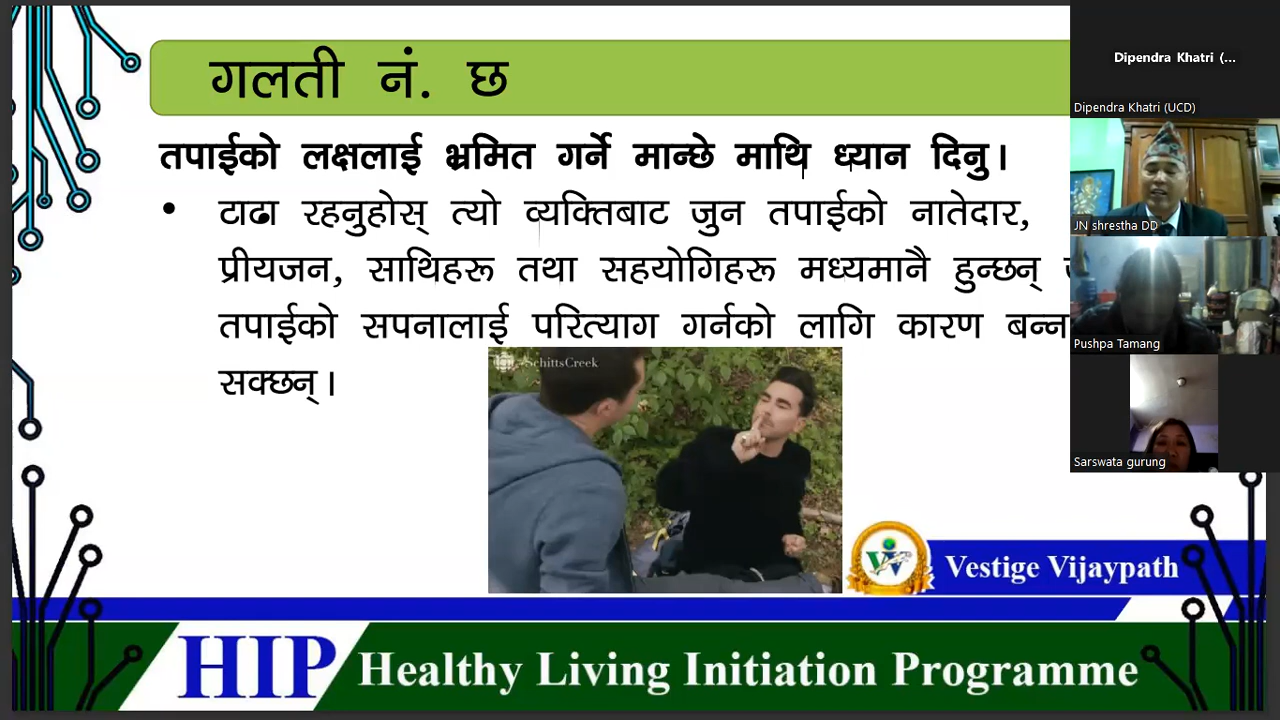 गलती नं. छ
तपाईको लक्षलाई भ्रमित गर्ने मान्छे माथि ध्यान दिनु।
• टाढा रहनुहोस् त्यो व्यक्तिबाट जुन तपाईको नातेदार,
प्रीयजन, साथिहरू तथा सहयोगिहरू मध्यमानै हुन्छन्
तपाईको सपनालाई परित्याग गर्नको लागि कारण बन्न
सक्छन्।
SchittsCreek
Vestige Vijaypath
HIP Healthy Living Initiation Programme
Dipendra Khatri (...
Dipendra Khatri (UCD)
JN shrestha DD
Pushpa Tamang
Sarswata gurung